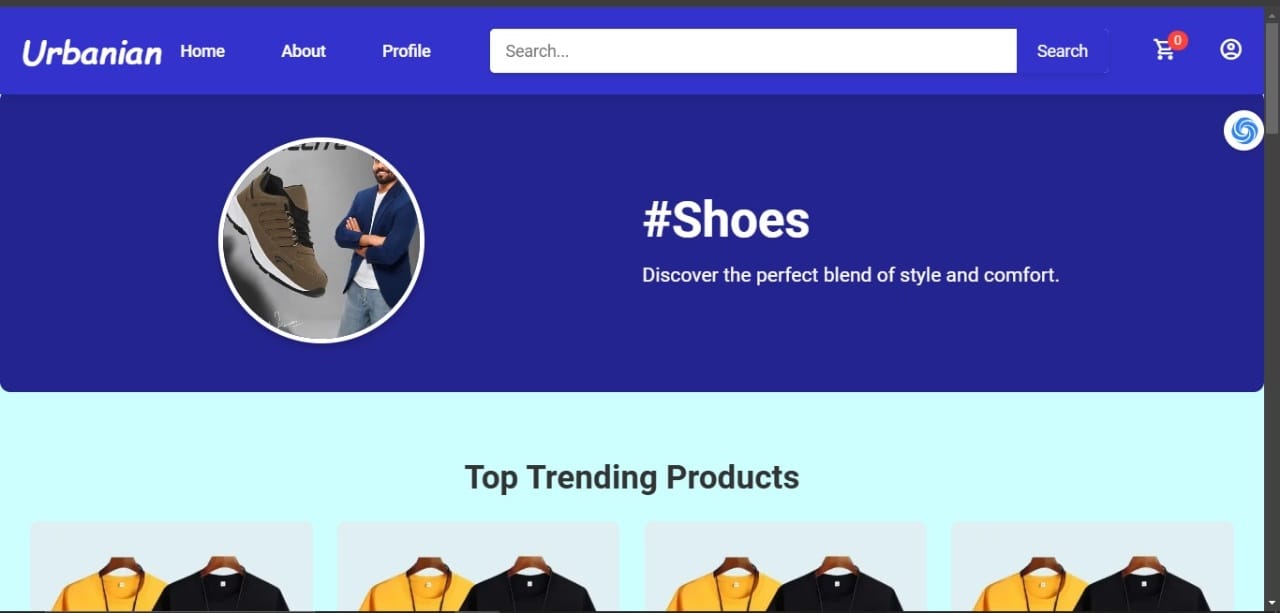 Urbanian Home About Profile Search... Search 0
#Shoes
Discover the perfect blend of style and comfort.
Top Trending Products